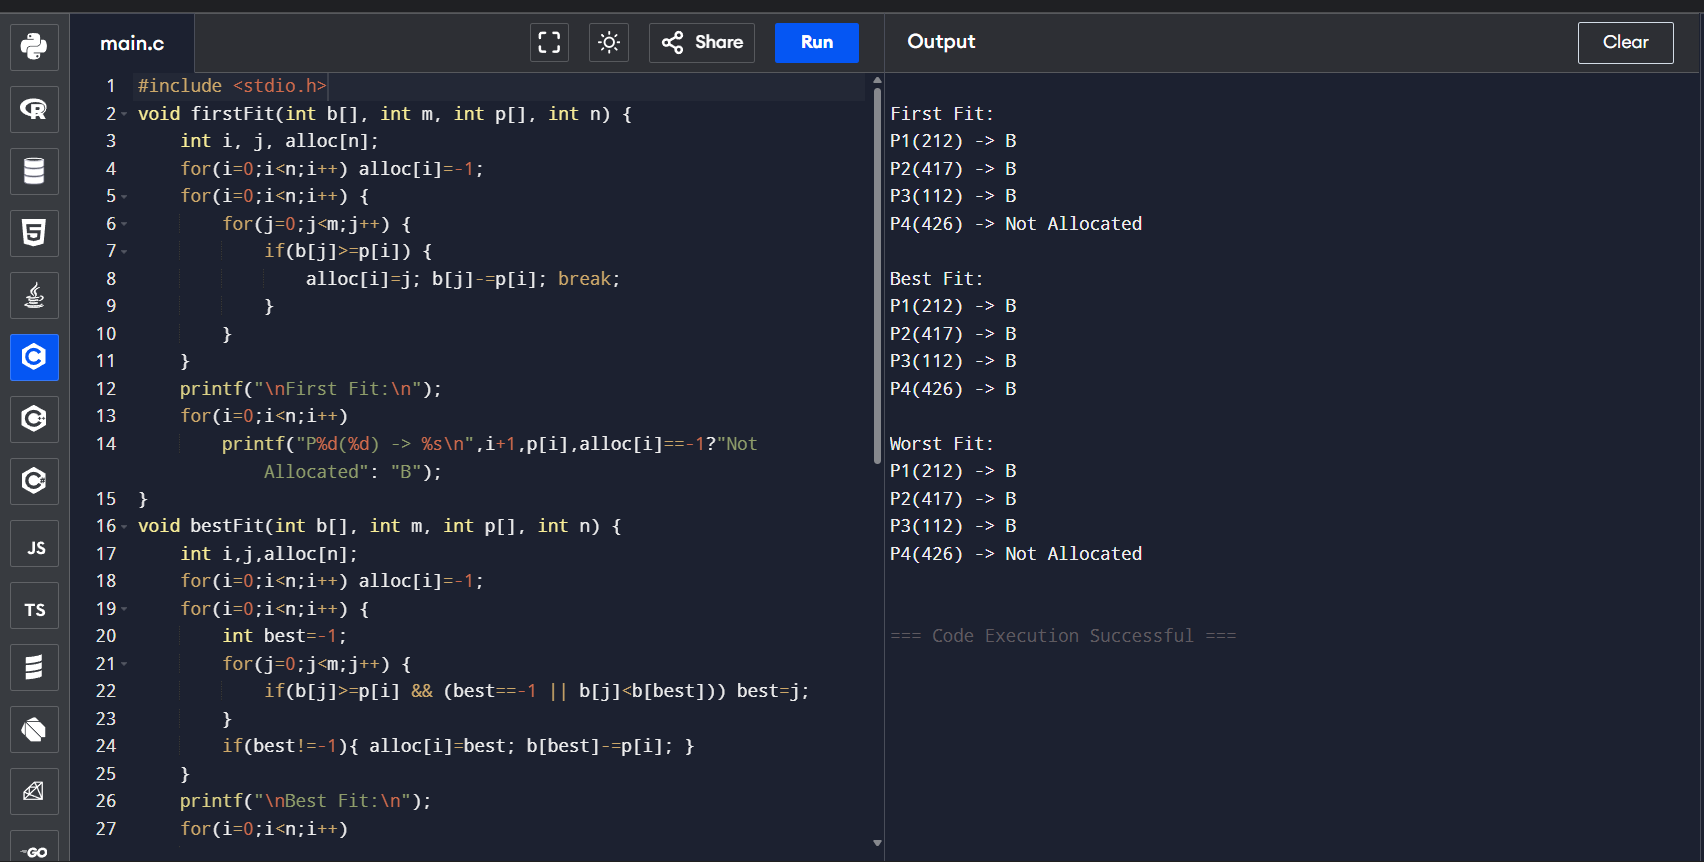 main.c
Share
Run
Output
Clear
1 #include <stdio.h>
2 void firstFit(int b[], int m, int p[], int n) {
3 int i, j, alloc[n];
4 for(i=0;i<n;i++) alloc[i]=-1;
5 for(i=0;i<n;i++) {
6 for(j=0;j<m;j++) {
7 if(b[j]>=p[i]) {
8 alloc[i]=j; b[j]-=p[i]; break;
9 }
10 }
11 }
12 printf("\nFirst Fit:\n");
13 for(i=0;i<n;i++)
14 printf("P%d(%d) -> %s\n",i+1,p[i],alloc[i]==-1?"Not
Allocated": "B");
15 }
16 void bestFit(int b[], int m, int p[], int n) {
17 int i,j,alloc[n];
18 for(i=0;i<n;i++) alloc[i]=-1;
19 for(i=0;i<n;i++) {
20 int best=-1;
21 for(j=0;j<m;j++) {
22 if(b[j]>=p[i] && (best==-1 || b[j]<b[best])) best=j;
23 }
24 if(best!=-1){ alloc[i]=best; b[best]-=p[i]; }
25 }
26 printf("\nBest Fit:\n");
27 for(i=0;i<n;i++)
First Fit:
P1(212) -> B
P2(417) -> B
P3(112) -> B
P4(426) -> Not Allocated
Best Fit:
P1(212) -> B
P2(417) -> B
P3(112) -> B
P4(426) -> B
Worst Fit:
P1(212) -> B
P2(417) -> B
P3(112) -> B
P4(426) -> Not Allocated
=== Code Execution Successful ===
R
5
C
C
C
JS
TS
GO